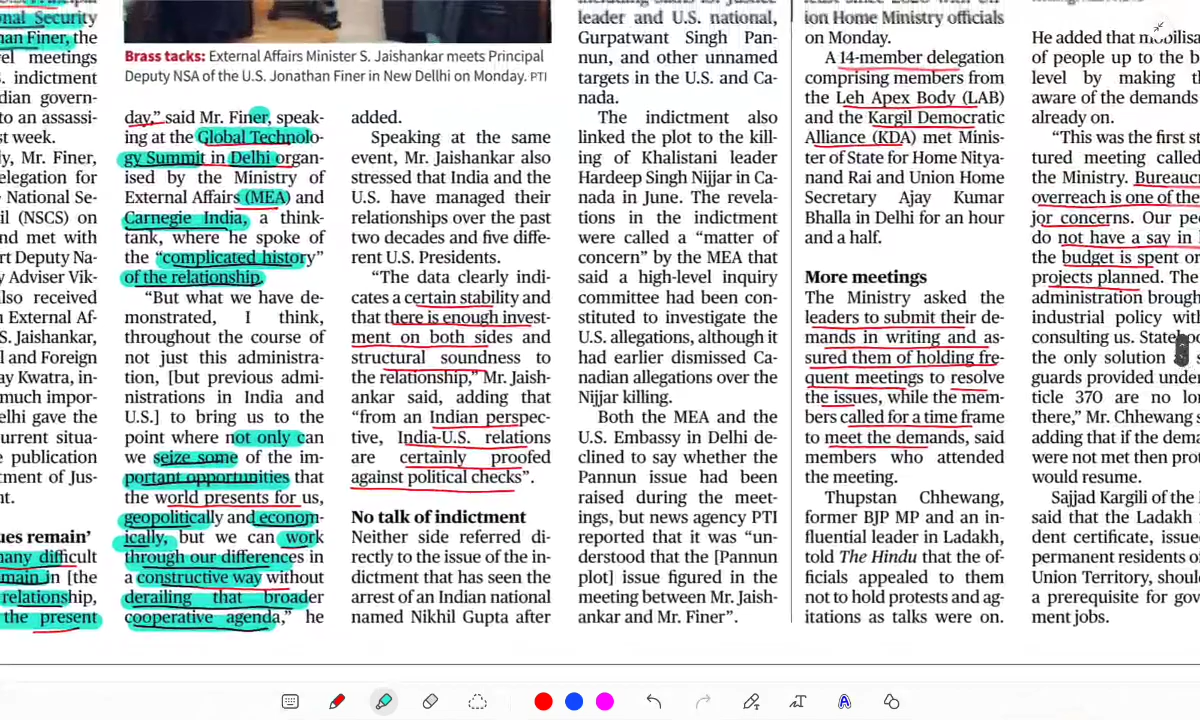 onal Security
an Finer, the
el meetings
. indictment
dian govern-
to an assassi-
st week.
y, Mr. Finer,
elegation for
National Se-
il (NSCS) on
nd met with
rt Deputy Na-
y Adviser Vik-
lso received
n External Af-
S. Jaishankar,
l and Foreign
ay Kwatra, in-
much impor-
elhi gave the
urrent situa-
e publication
tment of Jus-
nt.
ues remain’
many difficult
main in [the
relationship,
the present
Brass tacks: External Affairs Minister S. Jaishankar meets Principal
Deputy NSA of the U.S. Jonathan Finer in New Dellhi on Monday. PTI
day,” said Mr. Finer, speak-
ing at the Global Technolo-
gy Summit in Delhi organ-
ised by the Ministry of
External Affairs (MEA) and
Carnegie India, a think-
tank, where he spoke of
the “complicated history”
of the relationship.
“But what we have de-
monstrated, I think,
throughout the course of
not just this administra-
tion, [but previous admi-
nistrations in India and
U.S.] to bring us to the
point where not only can
we seize some of the im-
portant opportunities that
the world presents for us,
geopolitically and econom-
ically, but we can work
through our differences in
a constructive way without
derailing that broader
cooperative agenda,” he
added.
Speaking at the same
event, Mr. Jaishankar also
stressed that India and the
U.S. have managed their
relationships over the past
two decades and five diffe-
rent U.S. Presidents.
“The data clearly indi-
cates a certain stability and
that there is enough invest-
ment on both sides and
structural soundness to
the relationship,” Mr. Jaish-
ankar said, adding that
“from an Indian perspec-
tive, India-U.S. relations
are certainly proofed
against political checks”.
No talk of indictment
Neither side referred di-
rectly to the issue of the in-
dictment that has seen the
arrest of an Indian national
named Nikhil Gupta after
leader and U.S. national,
Gurpatwant Singh Pan-
nun, and other unnamed
targets in the U.S. and Ca-
nada.
The indictment also
linked the plot to the kill-
ing of Khalistani leader
Hardeep Singh Nijjar in Ca-
nada in June. The revela-
tions in the indictment
were called a “matter of
concern” by the MEA that
said a high-level inquiry
committee had been con-
stituted to investigate the
U.S. allegations, although it
had earlier dismissed Ca-
nadian allegations over the
Nijjar killing.
Both the MEA and the
U.S. Embassy in Delhi de-
clined to say whether the
Pannun issue had been
raised during the meet-
ings, but news agency PTI
reported that it was “un-
derstood that the [Pannun
plot] issue figured in the
meeting between Mr. Jaish-
ankar and Mr. Finer”.
ion Home Ministry officials
on Monday.
A 14-member delegation
comprising members from
the Leh Apex Body (LAB)
and the Kargil Democratic
Alliance (KDA) met Minis-
ter of State for Home Nitya-
nand Rai and Union Home
Secretary Ajay Kumar
Bhalla in Delhi for an hour
and a half.
More meetings
The Ministry asked the
leaders to submit their de-
mands in writing and as-
sured them of holding fre-
quent meetings to resolve
the issues, while the mem-
bers called for a time frame
to meet the demands, said
members who attended
the meeting.
Thupstan Chhewang,
former BJP MP and an in-
fluential leader in Ladakh,
told The Hindu that the of-
ficials appealed to them
not to hold protests and ag-
itations as talks were on.
He added that mobilisa
of people up to the b
level by making th
aware of the demands
already on.
“This was the first st
tured meeting called
the Ministry. Bureauc
overreach is one of the
jor concerns. Our peo
do not have a say in
the budget is spent or
projects planned. The
administration brough
industrial policy with
consulting us. Stateho
the only solution s
guards provided under
ticle 370 are no lon
there,” Mr. Chhewang s
adding that if the dema
were not met then prot
would resume.
Sajjad Kargili of the
said that the Ladakh
dent certificate, issued
permanent residents of
Union Territory, shoul
a prerequisite for gov
ment jobs.